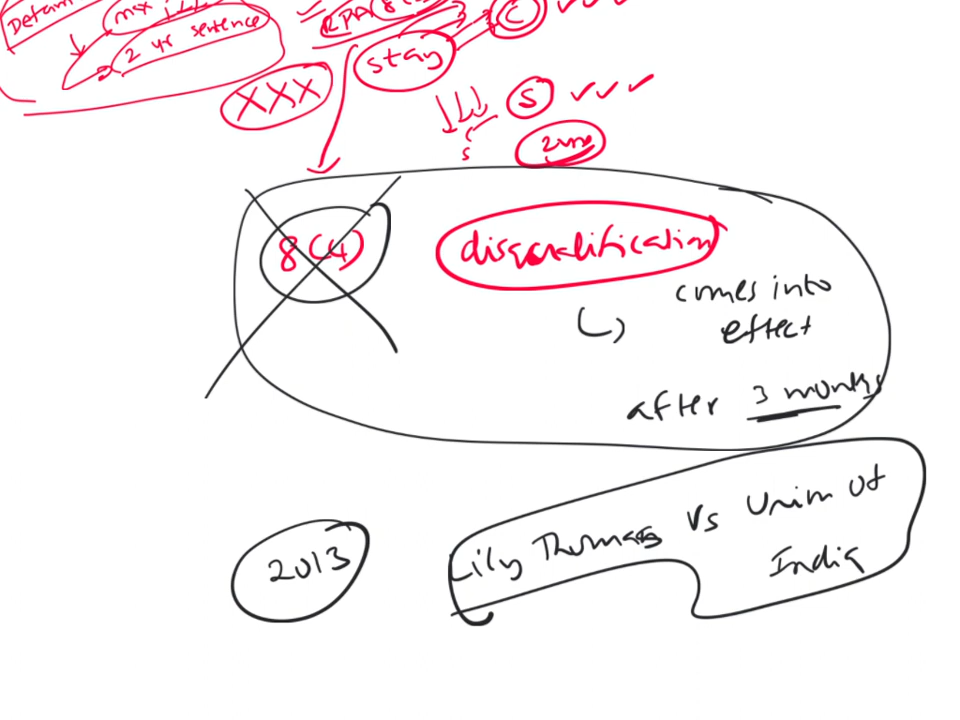 2 yr sentence
stay
C
XXX
S
S
8(4)
disqualification
comes into
effect
after 3 months
2013
Lily Thomas Vs Union Of
India